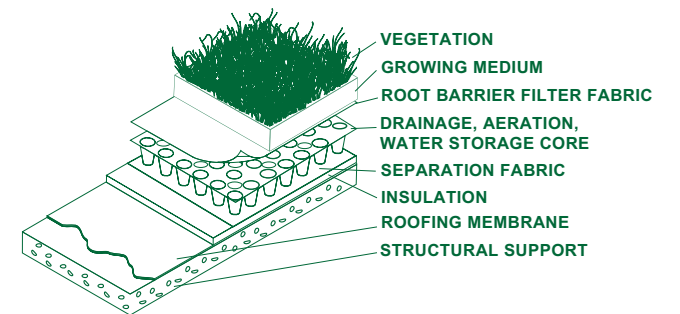 VEGETATION
GROWING MEDIUM
ROOT BARRIER FILTER FABRIC
DRAINAGE, AERATION,
WATER STORAGE CORE
SEPARATION FABRIC
INSULATION
ROOFING MEMBRANE
STRUCTURAL SUPPORT